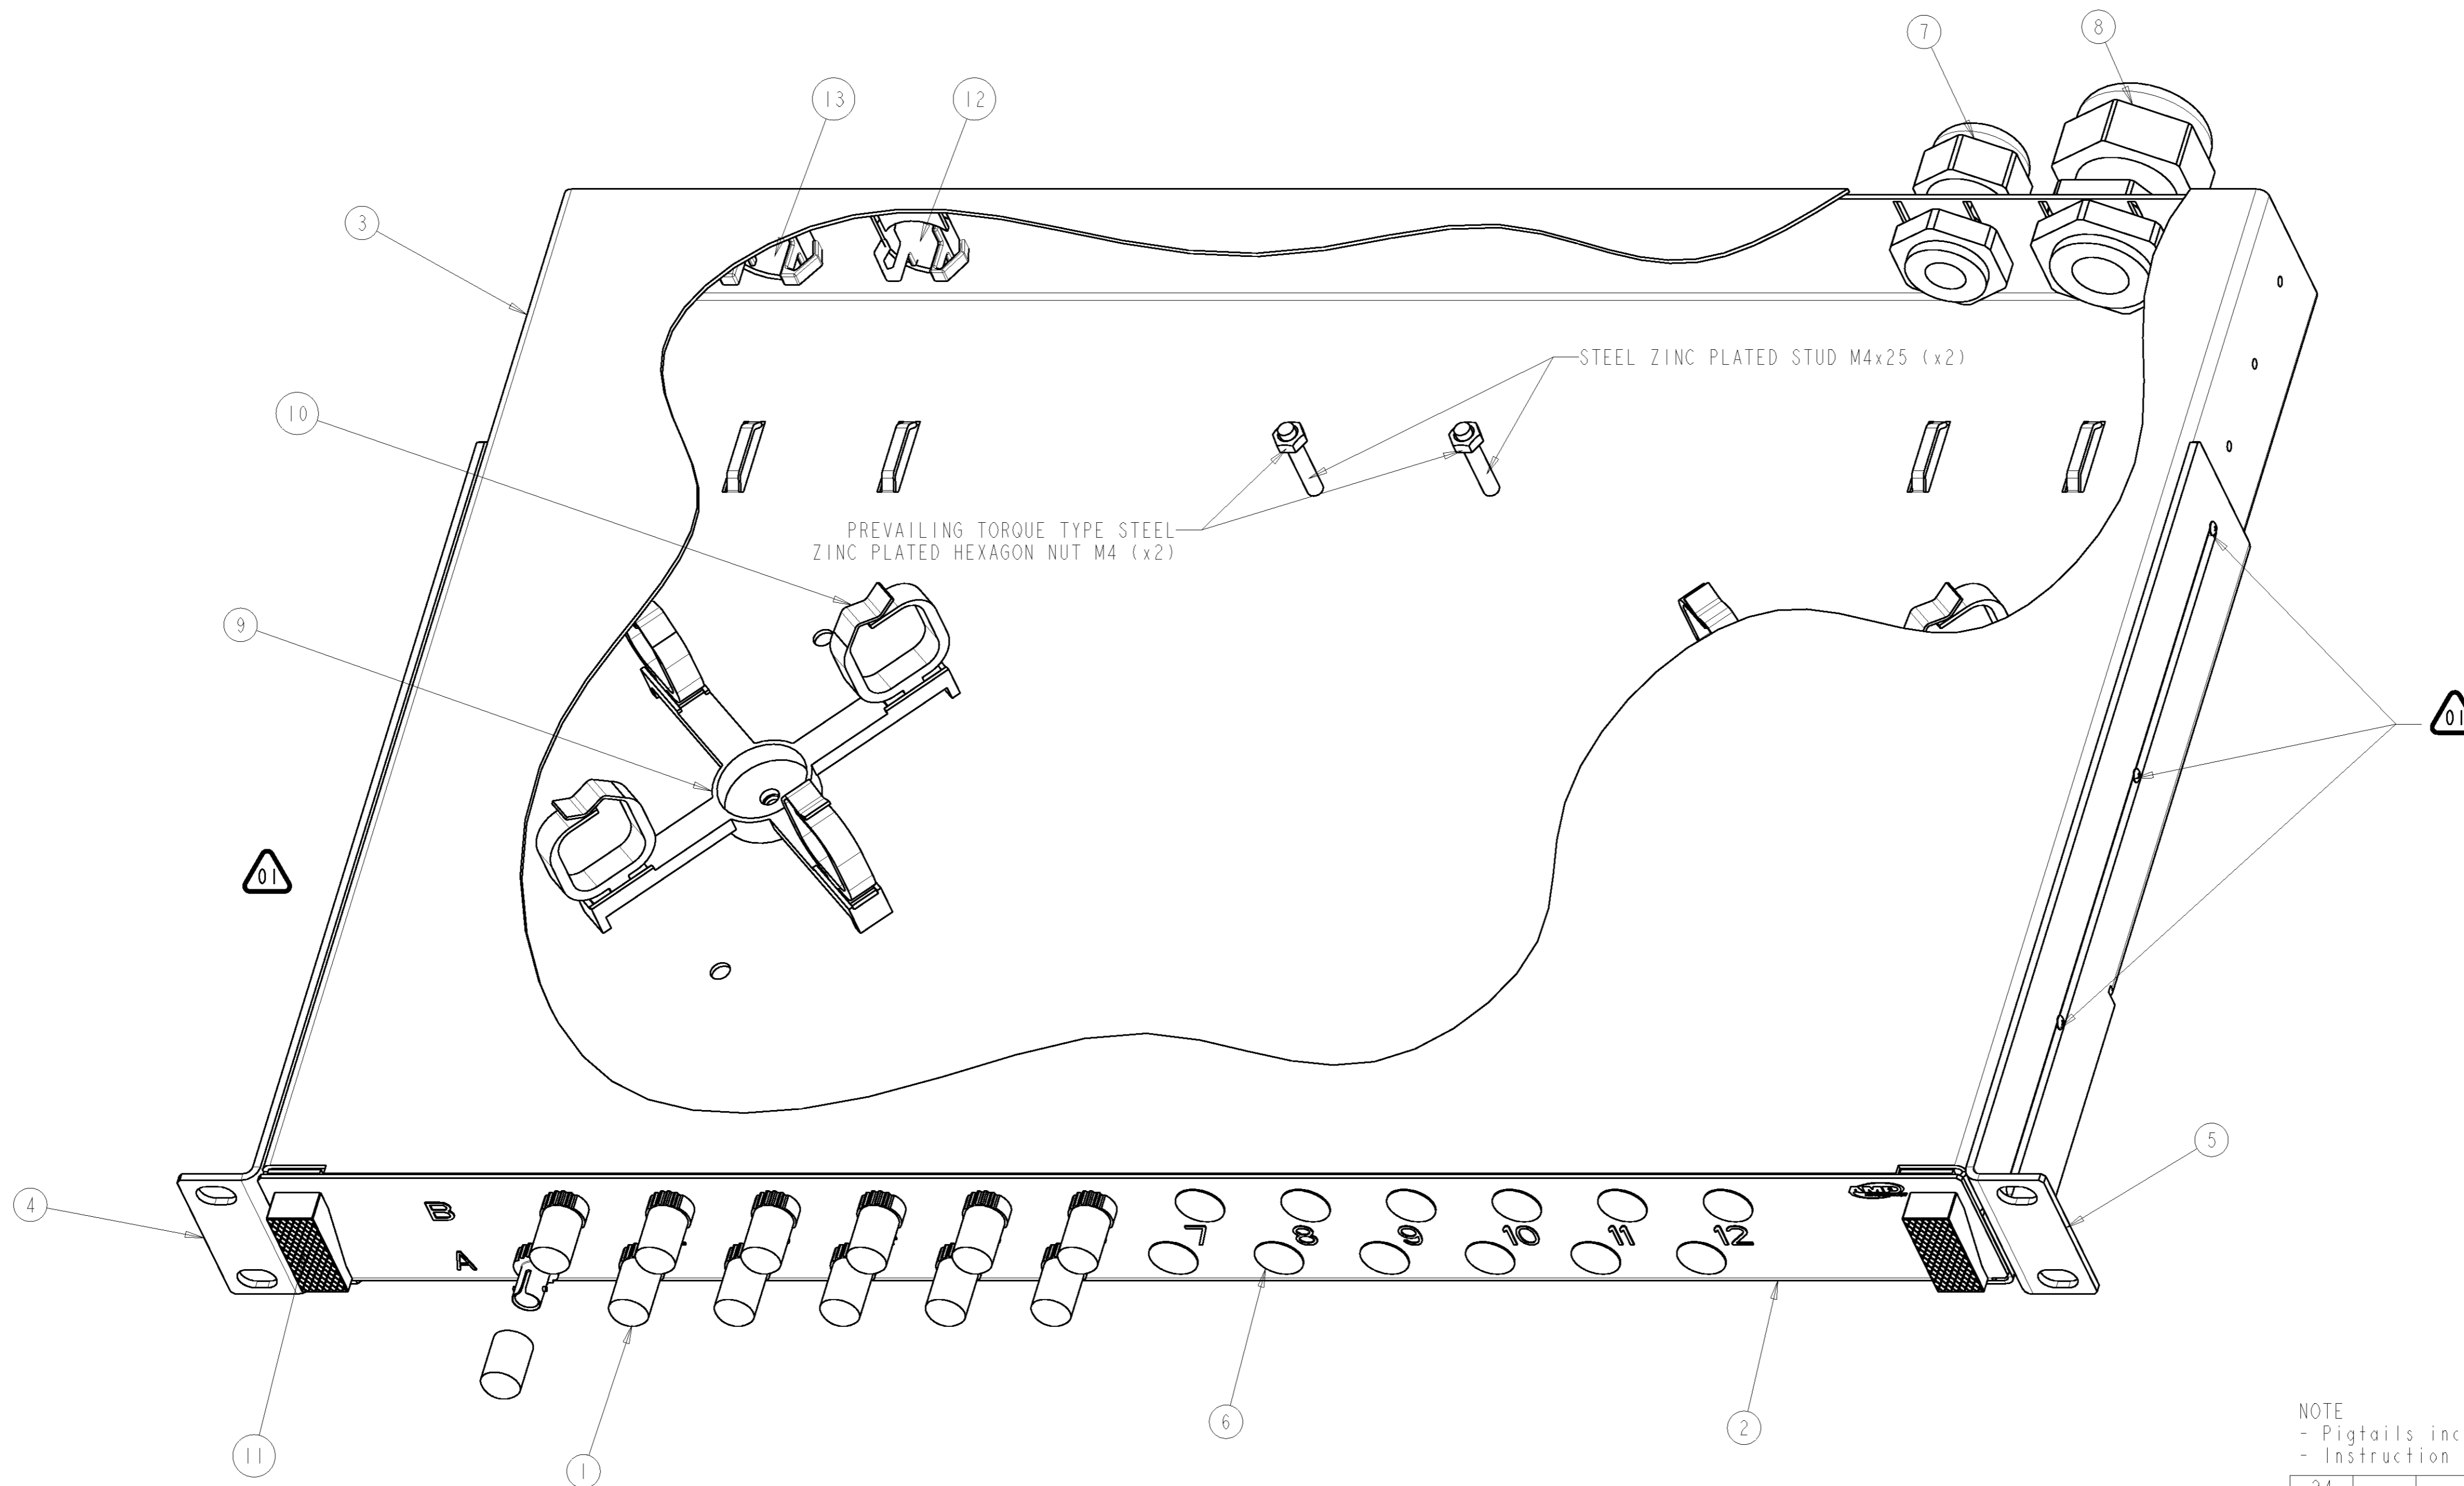 7
8
13
12
3
STEEL ZINC PLATED STUD M4x25 (x2)
10
PREVAILING TORQUE TYPE STEEL
ZINC PLATED HEXAGON NUT M4 (x2)
9
01
01
5
4
B
A
7
8
9
10
11
12
6
2
11
1
NOTE
- Pigtails inc
- Instruction
24